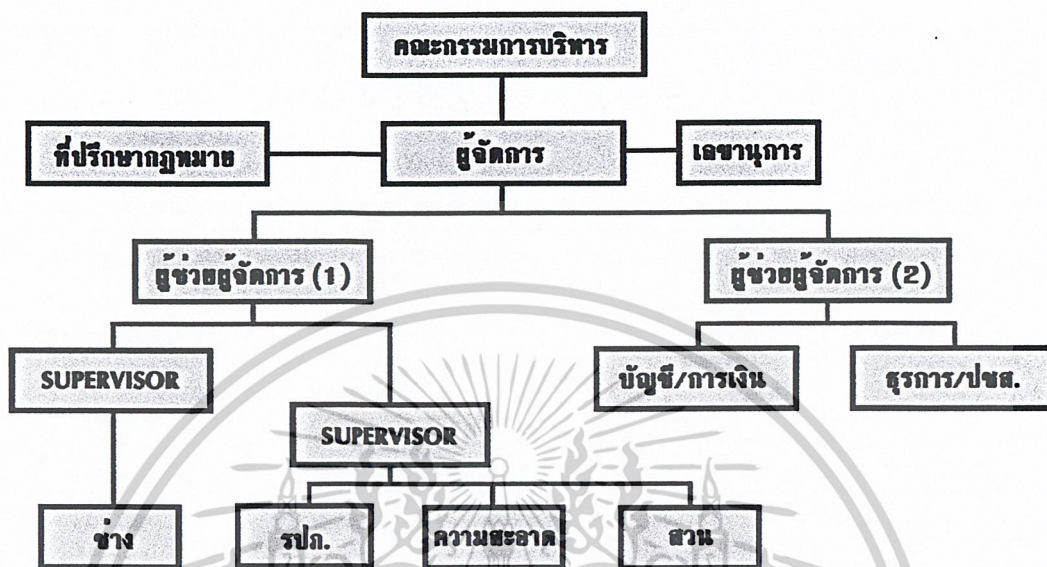 คณะกรรมการบริหาร
ที่ปรึกษากฎหมาย
ผู้จัดการ
เลขานุการ
ผู้ช่วยผู้จัดการ (1)
ผู้ช่วยผู้จัดการ (2)
SUPERVISOR
บัญชี/การเงิน
ธุรการ/ปชส.
SUPERVISOR
ช่าง
รปภ.
ความสะอาด
สวน